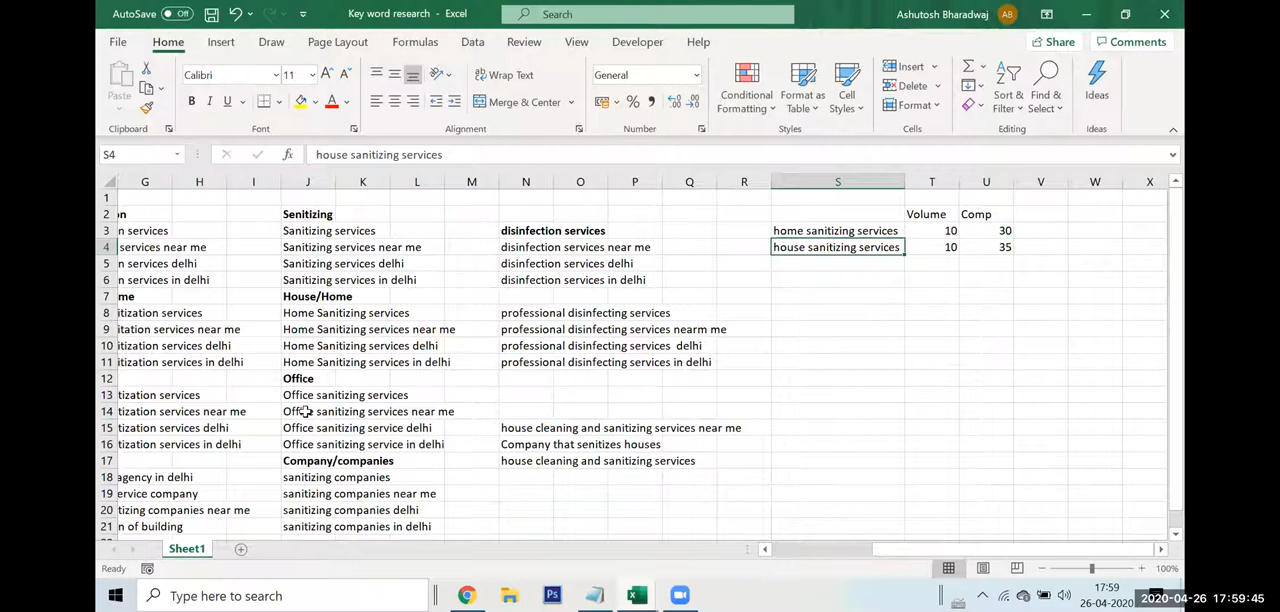 AutoSave Off Key word research - Excel Search Ashutosh Bharadwaj AB
File Home Insert Draw Page Layout Formulas Data Review View Developer Help Share Comments
Paste Calibri 11 A A Wrap Text General Conditional Formatting Format as Table Cell Styles Insert Sort & Filter Find & Select Ideas
B I U A Merge & Center % Delete Format
Clipboard Font Alignment Number Styles Cells Editing Ideas
S4 fx house sanitizing services
G H I J K L M N O P Q R S T U V W X
1
2 on Senitizing Volume Comp
3 n services Sanitizing services disinfection services home sanitizing services 10 30
4 services near me Sanitizing services near me disinfection services near me house sanitizing services 10 35
5 n services delhi Sanitizing services delhi disinfection services delhi
6 n services in delhi Sanitizing services in delhi disinfection services in delhi
7 me House/Home
8 itization services Home Sanitizing services professional disinfecting services
9 itation services near me Home Sanitizing services near me professional disinfecting services nearm me
10 itization services delhi Home Sanitizing services delhi professional disinfecting services delhi
11 itization services in delhi Home Sanitizing services in delhi professional disinfecting services in delhi
12 Office
13 tization services Office sanitizing services
14 tization services near me Office sanitizing services near me
15 tization services delhi Office sanitizing service delhi house cleaning and sanitizing services near me
16 tization services in delhi Office sanitizing service in delhi Company that senitizes houses
17 Company/companies house cleaning and sanitizing services
18 agency in delhi sanitizing companies
19 ervice company sanitizing companies near me
20 tizing companies near me sanitizing companies delhi
21 n of building sanitizing companies in delhi
Sheet1
Ready 100%
Type here to search Ps 17:59
26-04-2020
2020-04-26 17:59:45